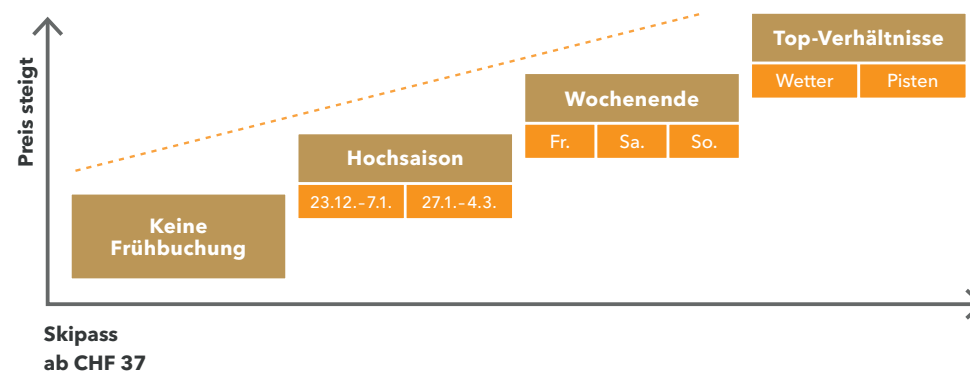 Preis steigt
Top-Verhältnisse
Wetter Pisten
Wochenende
Fr. Sa. So.
Hochsaison
23.12.–7.1. 27.1.–4.3.
Keine
Frühbuchung
Skipass
ab CHF 37